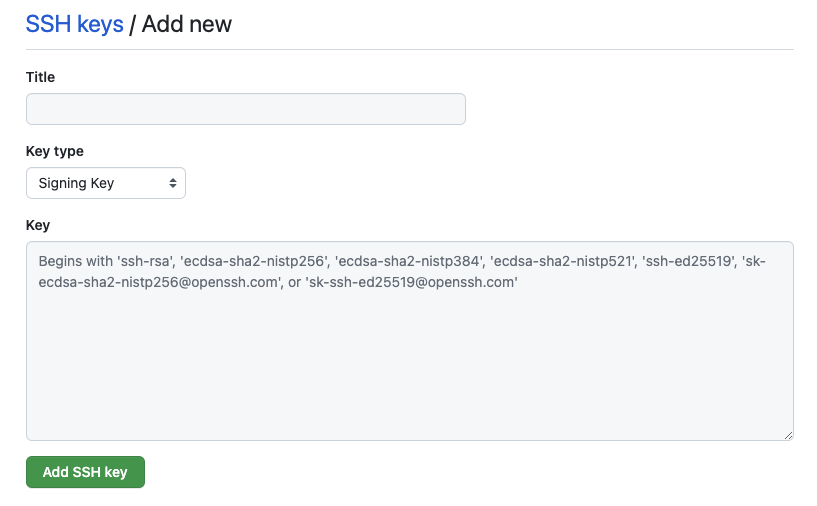 SSH keys / Add new
Title
Key type
Signing Key
Key
Begins with 'ssh-rsa', 'ecdsa-sha2-nistp256', 'ecdsa-sha2-nistp384', 'ecdsa-sha2-nistp521', 'ssh-ed25519', 'sk-
ecdsa-sha2-nistp256@openssh.com', or 'sk-ssh-ed25519@openssh.com'
Add SSH key